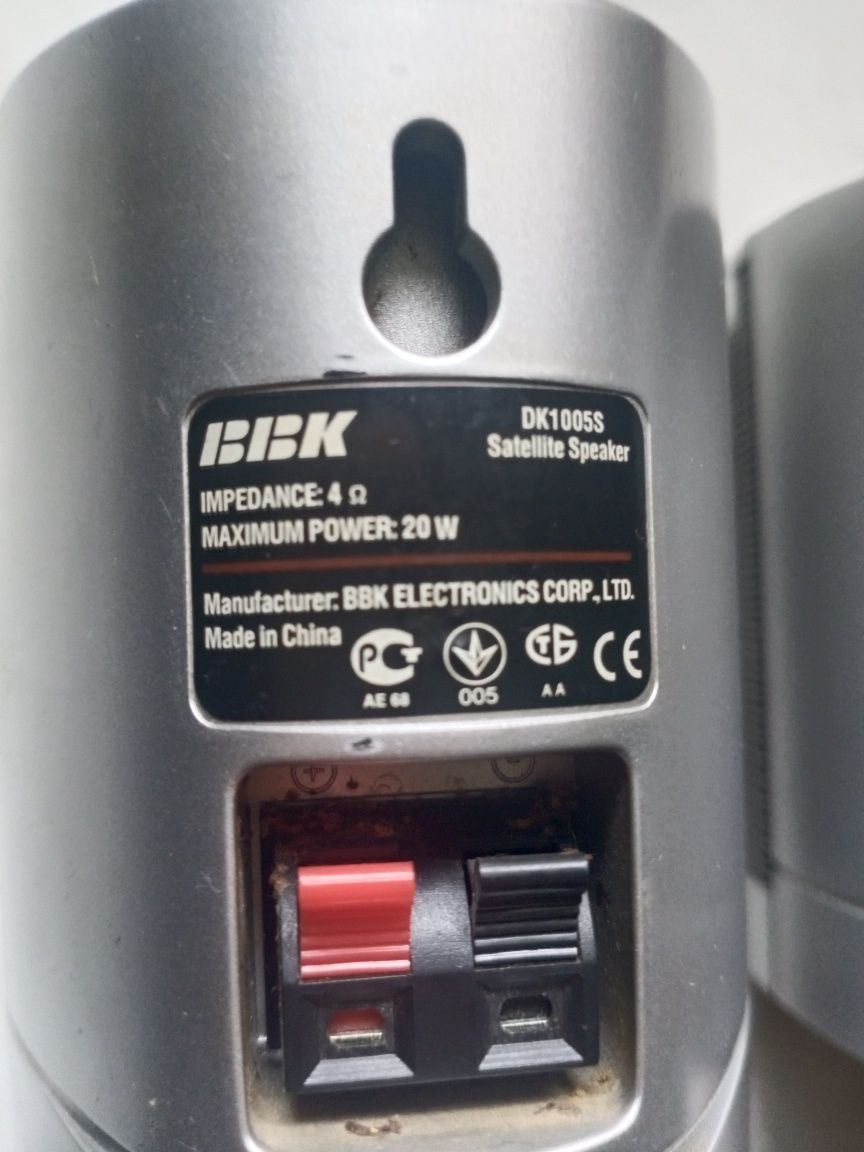 BBK
DK1005S
Satellite Speaker
IMPEDANCE: 4 Ω
MAXIMUM POWER: 20 W
Manufacturer: BBK ELECTRONICS CORP., LTD.
Made in China
AE 68
005
AA
CE